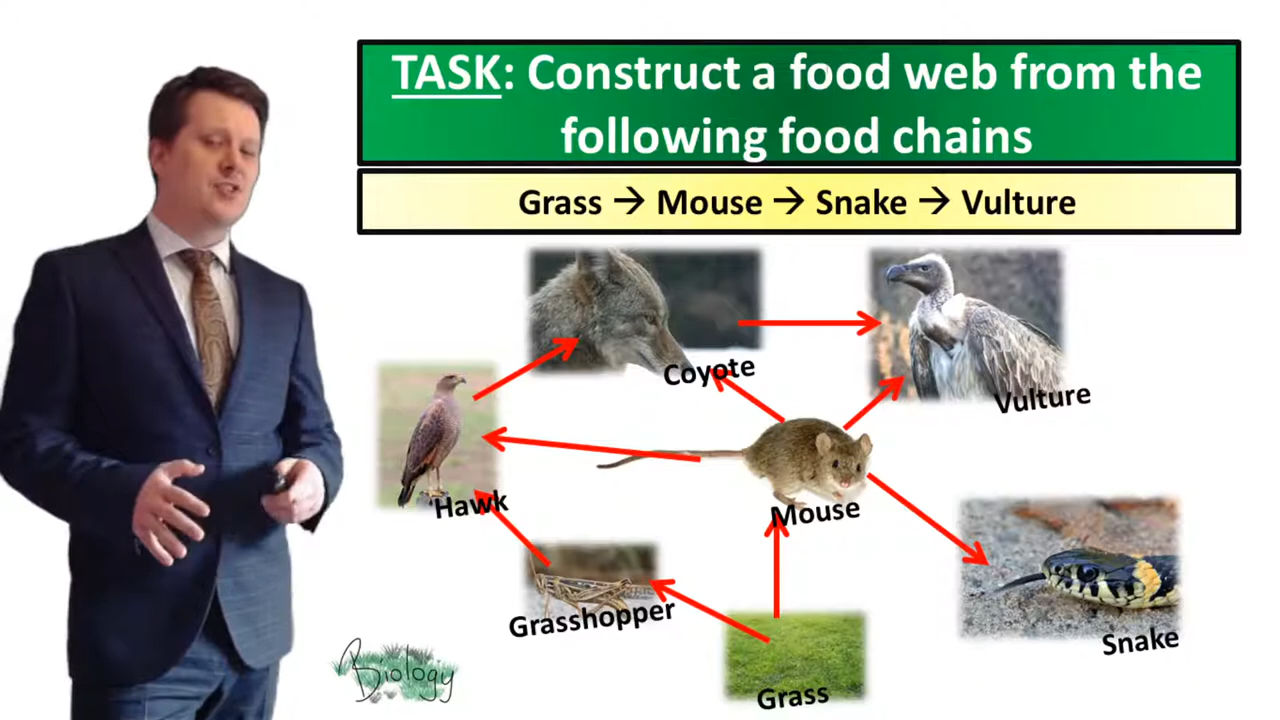 TASK: Construct a food web from the
following food chains
Grass → Mouse → Snake → Vulture
Coyote
Vulture
Hawk
Mouse
Grasshopper
Snake
Grass
Biology